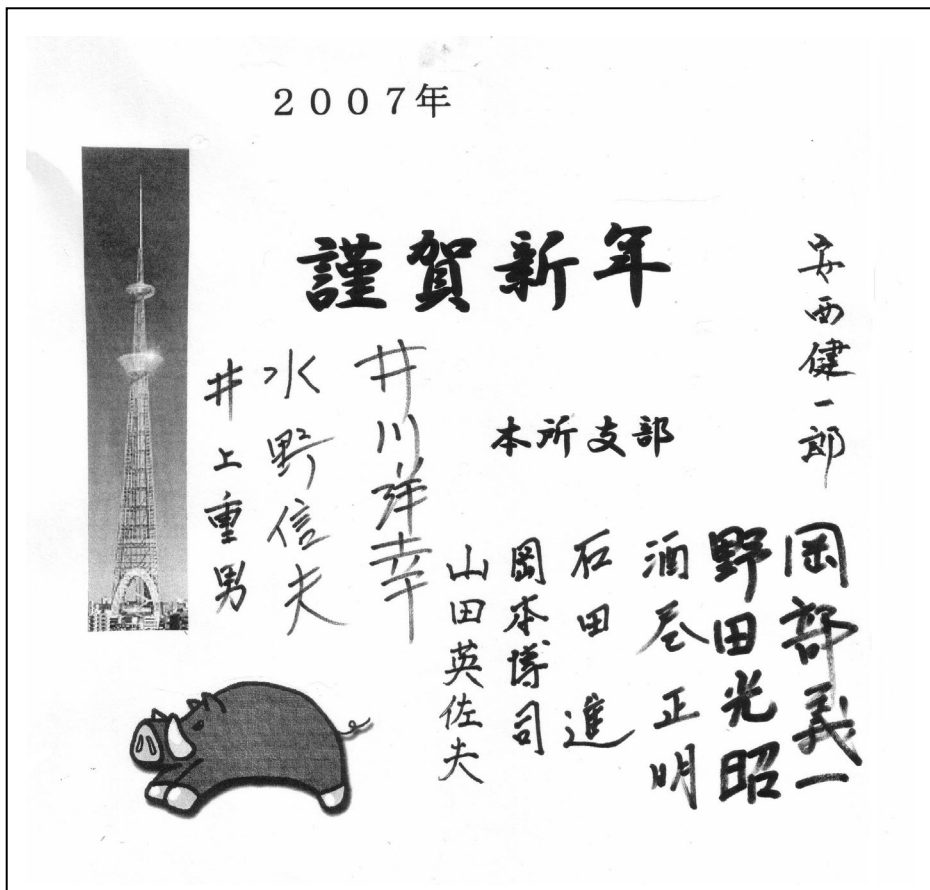 2007年
謹賀新年
本所支部
安西健一郎
岡部義一
野田光昭
酒巻正明
石田進
岡本博司
山田英佐夫
井川洋幸
水野信夫
井上重男